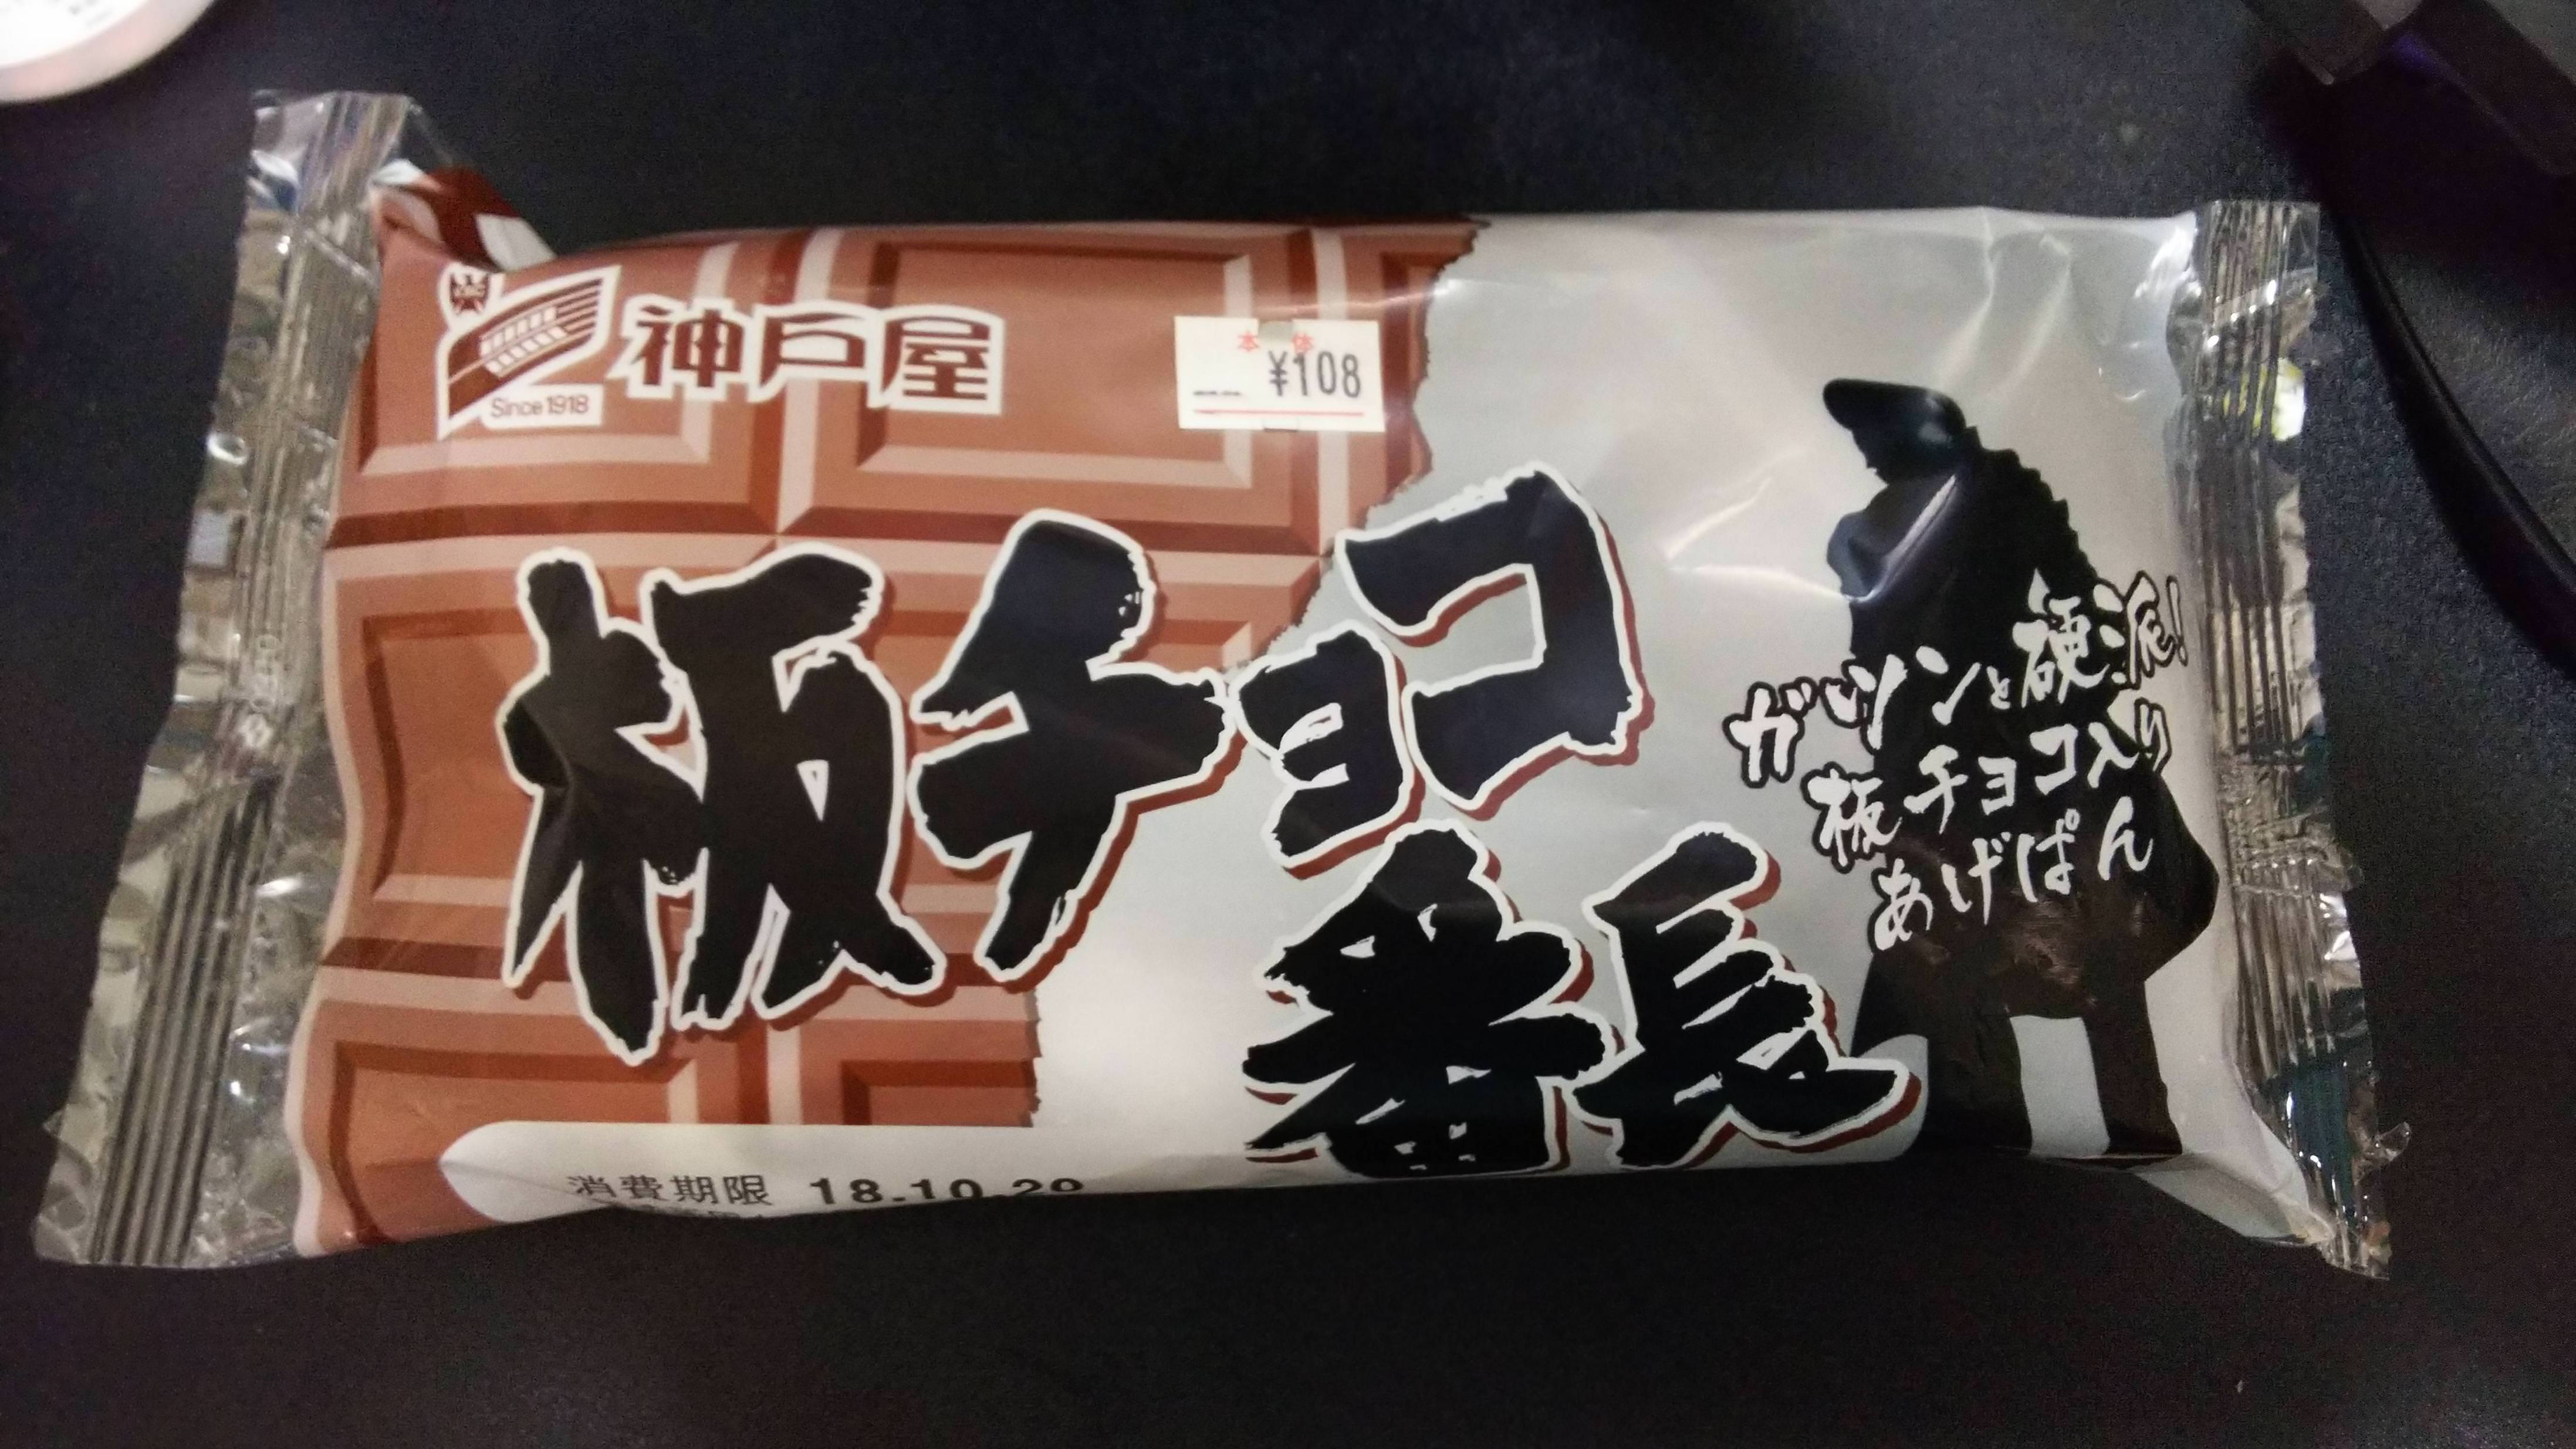 神戸屋
Since 1918
本体
¥108
板チョコ
番長
ガツンと硬派!
板チョコ入り
あげぱん
消費期限 18.10.29